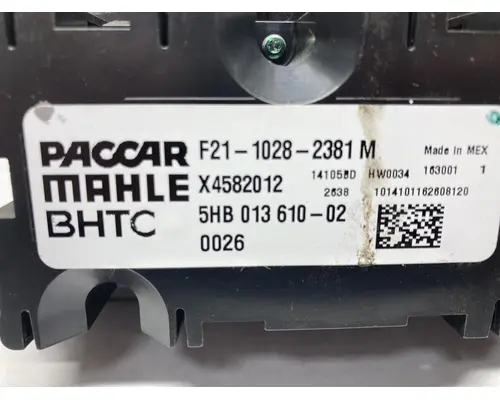 PACCAR F21-1028-2381 M Made in MEX
MAHLE X4582012 14105BD HW0034 163001 1
BHTC 5HB 013 610-02 2638 1014101162608120
0026